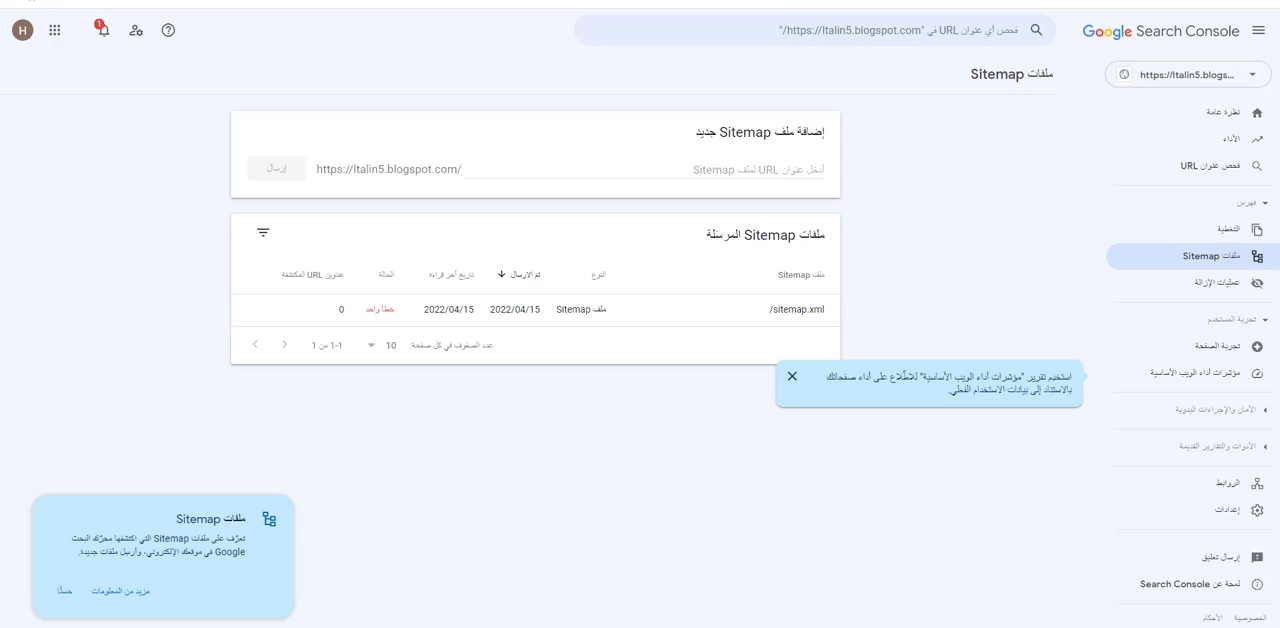 Google Search Console
فحص أي عنوان URL في "https://ltalin5.blogspot.com/"
1
H
https://ltalin5.blogs...
ملفات Sitemap
نظرة عامة
الأداء
فحص عنوان URL
فهرس
التغطية
ملفات Sitemap
عمليات الإزالة
تجربة المستخدم
تجربة الصفحة
مؤشرات أداء الويب الأساسية
الأمان والإجراءات اليدوية
الأدوات والتقارير القديمة
الروابط
إعدادات
إرسال تعليق
لمحة عن Search Console
الخصوصية الأحكام
إضافة ملف Sitemap جديد
أدخل عنوان URL لملف Sitemap
https://ltalin5.blogspot.com/
إرسال
ملفات Sitemap المرسَلة
ملف Sitemap النوع تم الارسال تاريخ آخر قراءة الحالة عناوين URL المكتشفة
/sitemap.xml ملف Sitemap 2022/04/15 2022/04/15 خطأ واحد 0
عدد الصفوف في كل صفحة: 10 1-1 من 1
استخدِم تقرير "مؤشرات أداء الويب الأساسية" للاطّلاع على أداء صفحاتك
بالاستناد إلى بيانات الاستخدام الفعلي.
ملفات Sitemap
تعرَّف على ملفات Sitemap التي اكتشفها محرّك البحث
Google في موقعك الإلكتروني، وأرسِل ملفات جديدة.
مزيد من المعلومات حسنًا